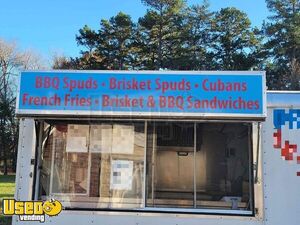 BBQ Spuds • Brisket Spuds • Cubans
French Fries • Brisket & BBQ Sandwiches
USED
vending